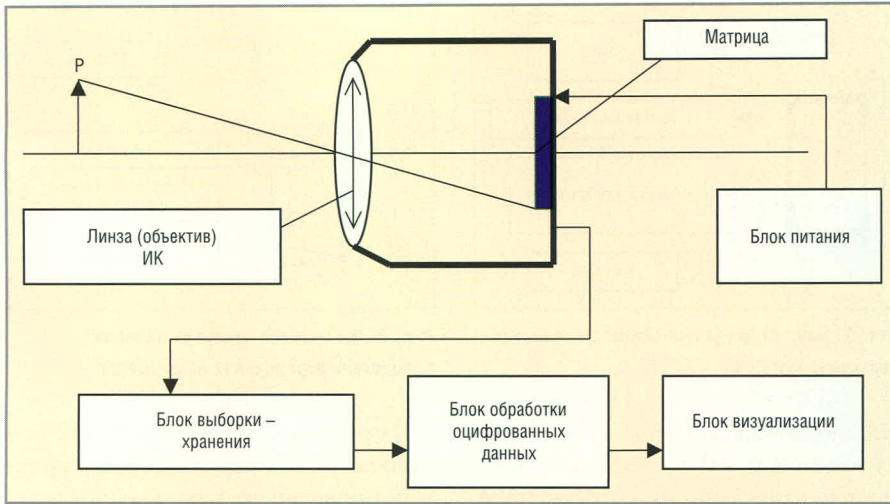 Матрица
P
Линза (объектив)
ИК
Блок питания
Блок выборки –
хранения
Блок обработки
оцифрованных
данных
Блок визуализации